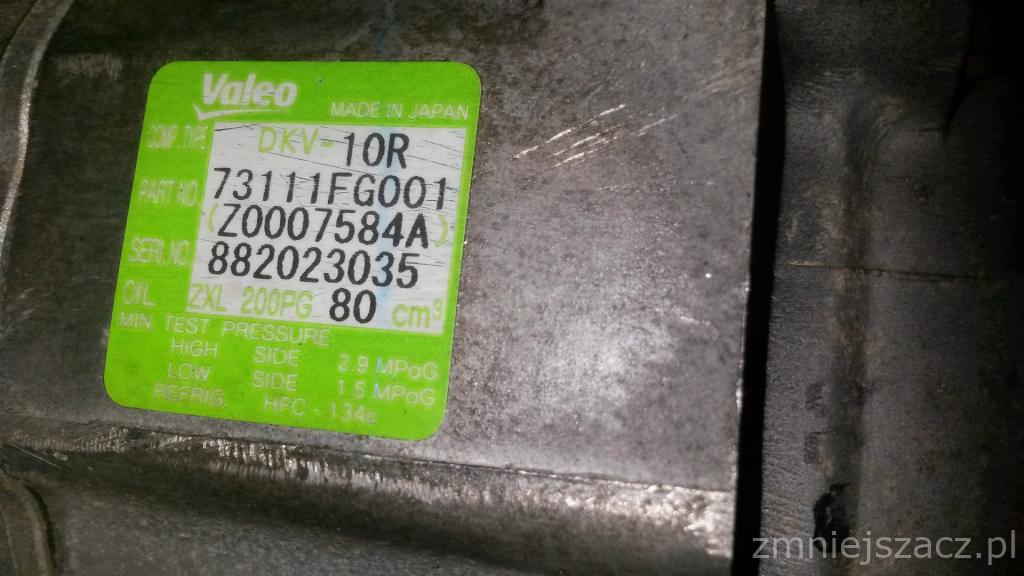 Valeo
MADE IN JAPAN
COMP. TYPE DKV-10R
PART NO. 73111FG001
(Z0007584A)
SERI.NO. 882023035
OIL ZXL 200PG 80 cm³
MIN. TEST PRESSURE
HIGH SIDE 2.9 MPaG
LOW SIDE 1.5 MPaG
REFRIG. HFC-134a
zmniejszacz.pl